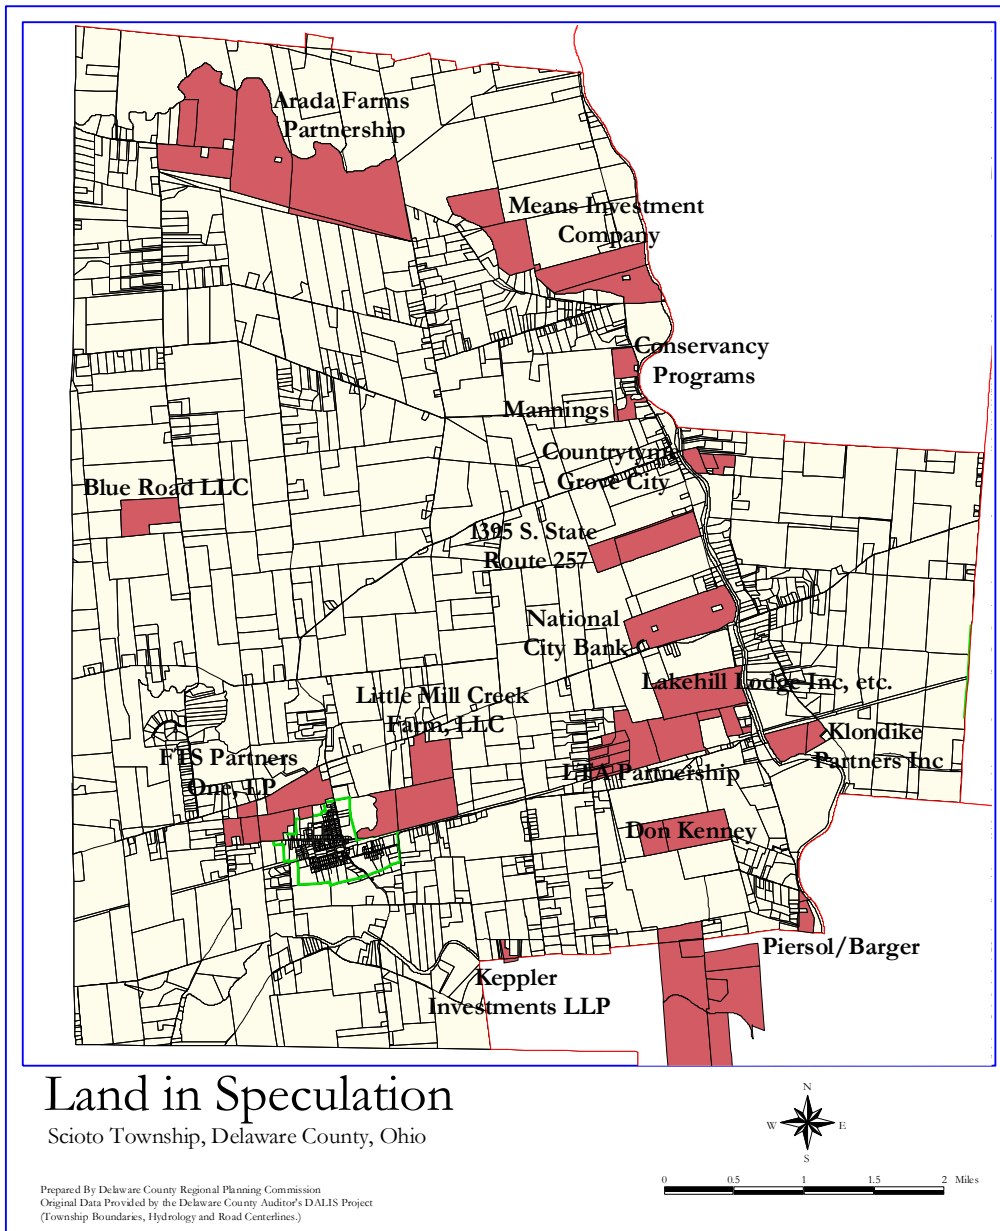 Arada Farms
Partnership
Means Investment
Company
Conservancy
Programs
Mannings
Countrytyme
Grove City
Blue Road LLC
1395 S. State
Route 257
National
City Bank
Lakehill Lodge Inc, etc.
Little Mill Creek
Farm, LLC
Klondike
Partners Inc
FTS Partners
One, LP
LTA Partnership
Don Kenney
Piersol/Barger
Keppler
Investments LLP
Land in Speculation
Scioto Township, Delaware County, Ohio
N
W E
S
0 0.5 1 1.5 2 Miles
Prepared By Delaware County Regional Planning Commission
Original Data Provided by the Delaware County Auditor's DALIS Project
(Township Boundaries, Hydrology and Road Centerlines.)